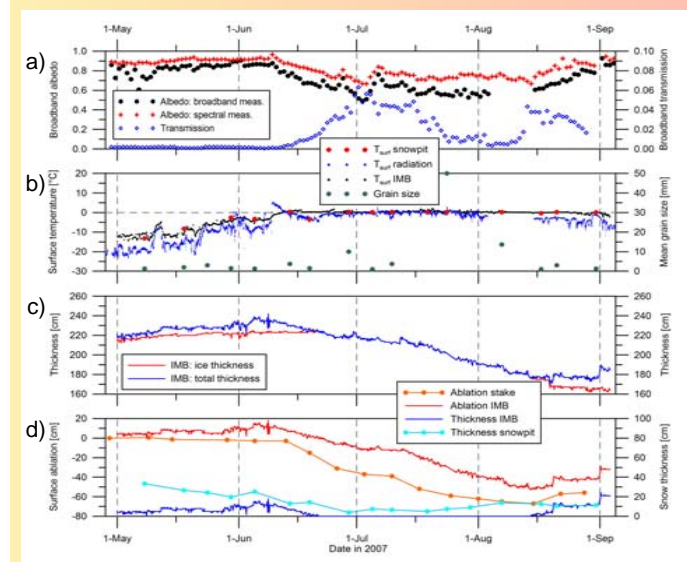 1-May 1-Jun 1-Jul 1-Aug 1-Sep
a)
Broadband albedo
1.0
0.8
0.6
0.4
0.2
0.0
Albedo: broadband meas.
Albedo: spectral meas.
Transmission
0.10
0.08
0.06
0.04
0.02
0.00
Broadband transmission
T surf snowpit
T surf radiation
T surf IMB
Grain size
b)
Surface temperature [°C]
20
10
0
-10
-20
-30
50
40
30
20
10
0
Mean grain size [mm]
c)
Thickness [cm]
260
240
220
200
180
160
IMB: ice thickness
IMB: total thickness
260
240
220
200
180
160
Thickness [cm]
Ablation stake
Ablation IMB
Thickness IMB
Thickness snowpit
d)
Surface ablation [cm]
20
0
-20
-40
-60
-80
100
80
60
40
20
0
Snow thickness [cm]
1-May 1-Jun 1-Jul 1-Aug 1-Sep
Date in 2007